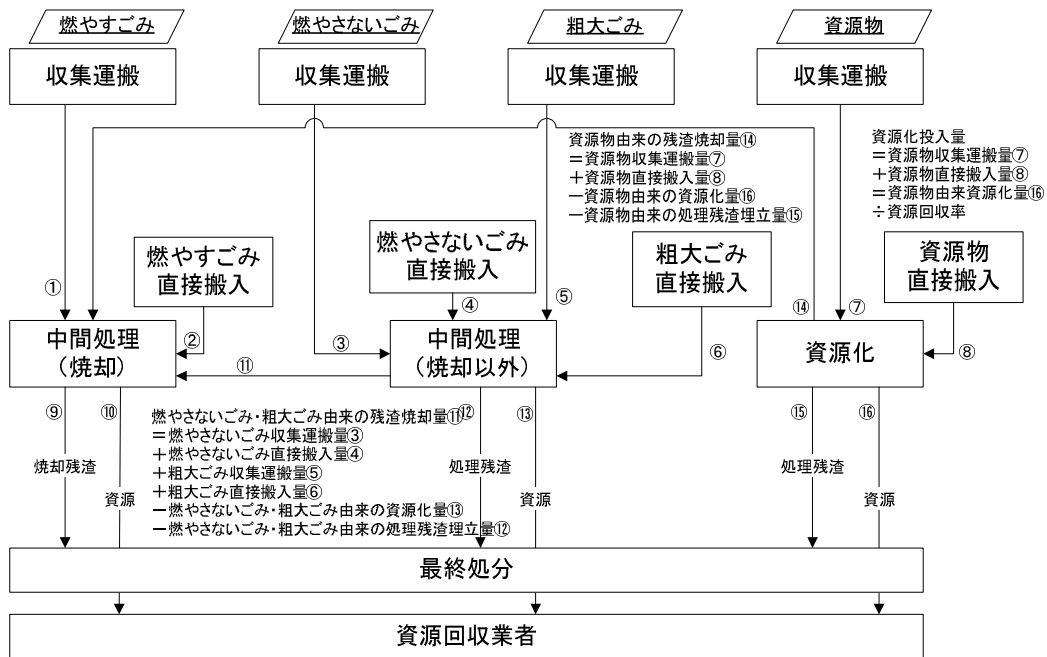 燃やすごみ
燃やさないごみ
粗大ごみ
資源物
収集運搬
収集運搬
収集運搬
収集運搬
資源物由来の残渣焼却量⑭
＝資源物収集運搬量⑦
＋資源物直接搬入量⑧
－資源物由来の資源化量⑯
－資源物由来の処理残渣埋立量⑮
資源化投入量
＝資源物収集運搬量⑦
＋資源物直接搬入量⑧
＝資源物由来資源化量⑯
÷資源回収率
燃やすごみ
直接搬入
燃やさないごみ
直接搬入
粗大ごみ
直接搬入
資源物
直接搬入
①
②
③
④
⑤
⑥
⑭
⑦
⑧
中間処理
（焼却）
⑪
中間処理
（焼却以外）
資源化
⑨
⑩
⑫
⑬
⑮
⑯
燃やさないごみ・粗大ごみ由来の残渣焼却量⑪
＝燃やさないごみ収集運搬量③
＋燃やさないごみ直接搬入量④
＋粗大ごみ収集運搬量⑤
＋粗大ごみ直接搬入量⑥
－燃やさないごみ・粗大ごみ由来の資源化量⑬
－燃やさないごみ・粗大ごみ由来の処理残渣埋立量⑫
焼却残渣
資源
処理残渣
資源
処理残渣
資源
最終処分
資源回収業者